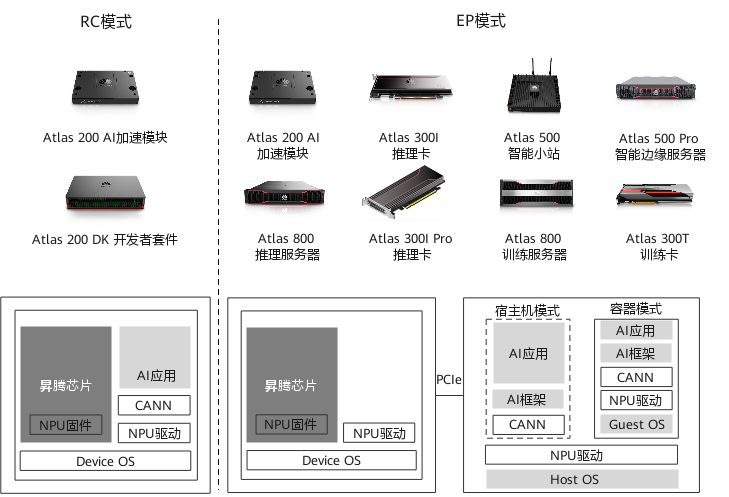 RC模式
EP模式
Atlas 200 AI加速模块
Atlas 200 AI
加速模块
Atlas 300I
推理卡
Atlas 500
智能小站
Atlas 500 Pro
智能边缘服务器
Atlas 200 DK 开发者套件
Atlas 800
推理服务器
Atlas 300I Pro
推理卡
Atlas 800
训练服务器
Atlas 300T
训练卡
昇腾芯片
NPU固件
AI应用
CANN
NPU驱动
Device OS
昇腾芯片
NPU固件
NPU驱动
Device OS
PCIe
宿主机模式
AI应用
AI框架
CANN
容器模式
AI应用
AI框架
CANN
NPU驱动
Guest OS
NPU驱动
Host OS